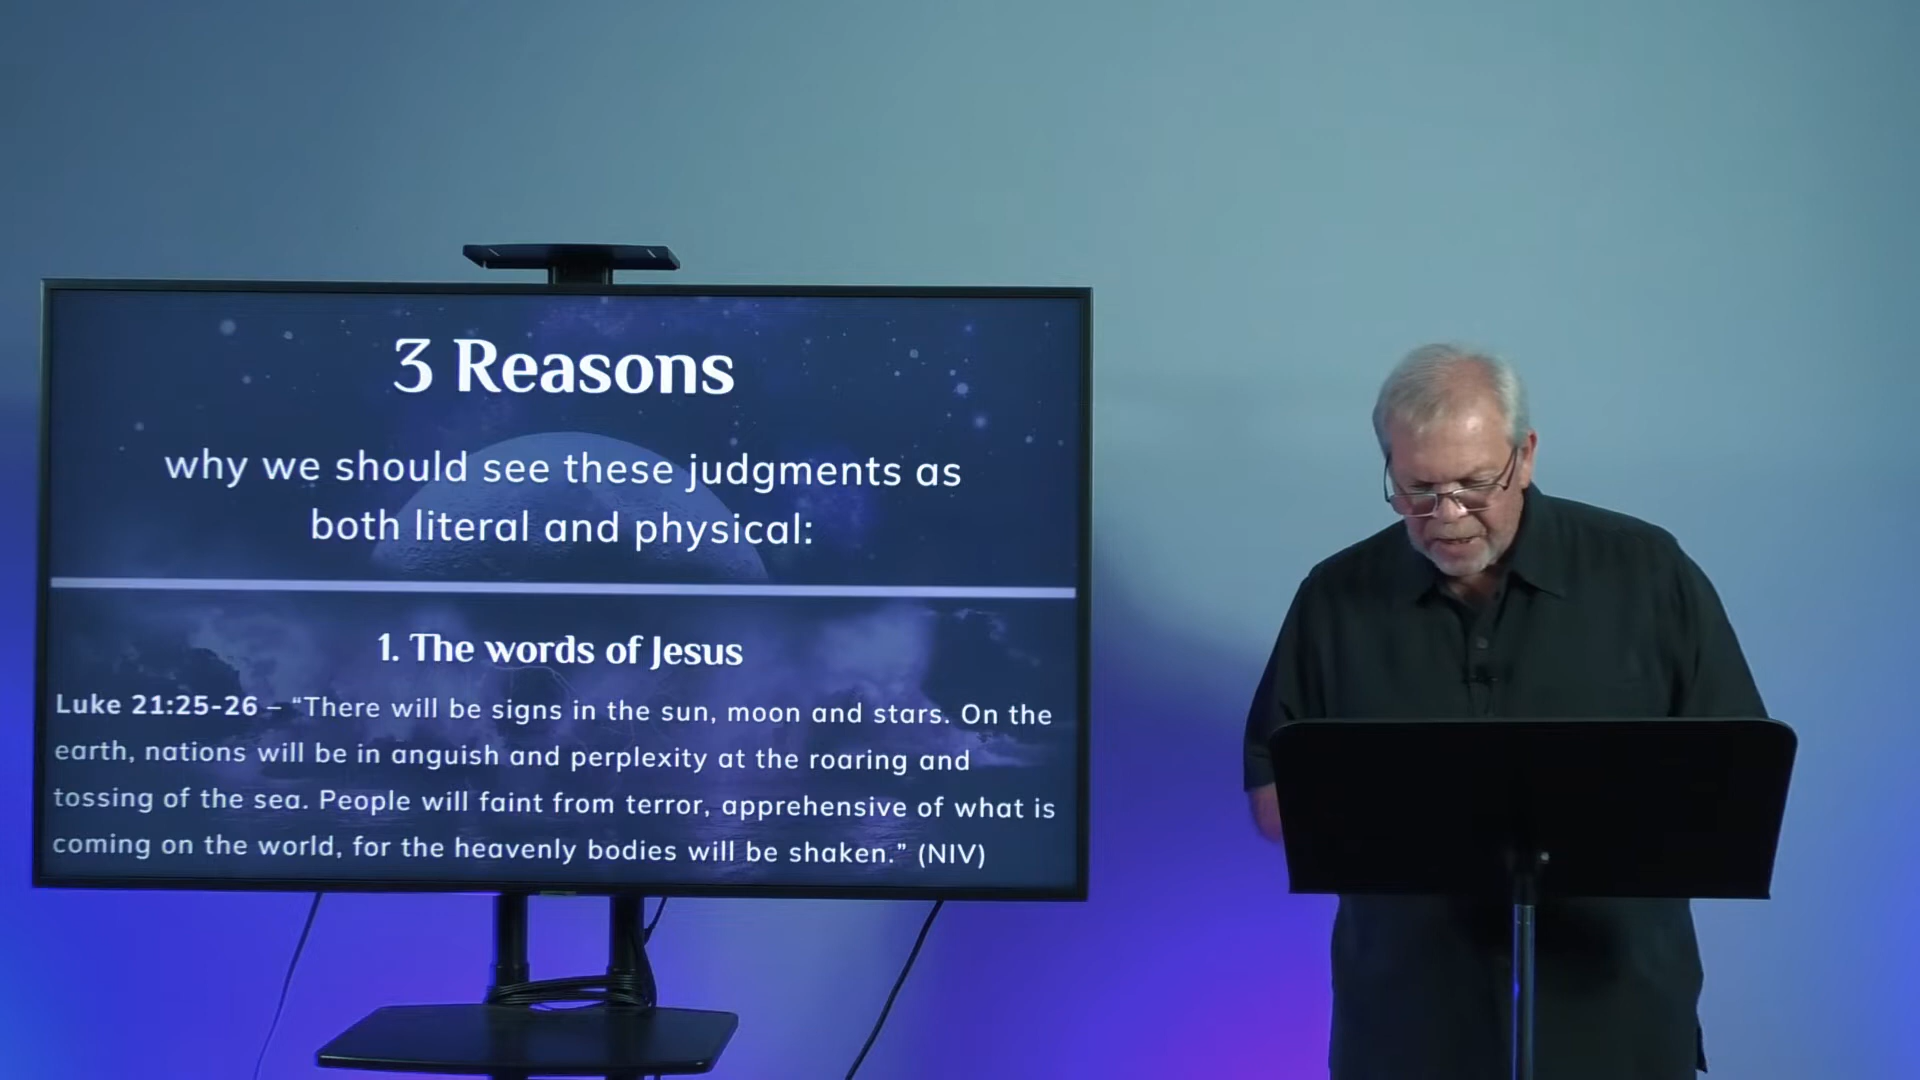 3 Reasons
why we should see these judgments as
both literal and physical:
1. The words of Jesus
Luke 21:25-26 – “There will be signs in the sun, moon and stars. On the
earth, nations will be in anguish and perplexity at the roaring and
tossing of the sea. People will faint from terror, apprehensive of what is
coming on the world, for the heavenly bodies will be shaken.” (NIV)